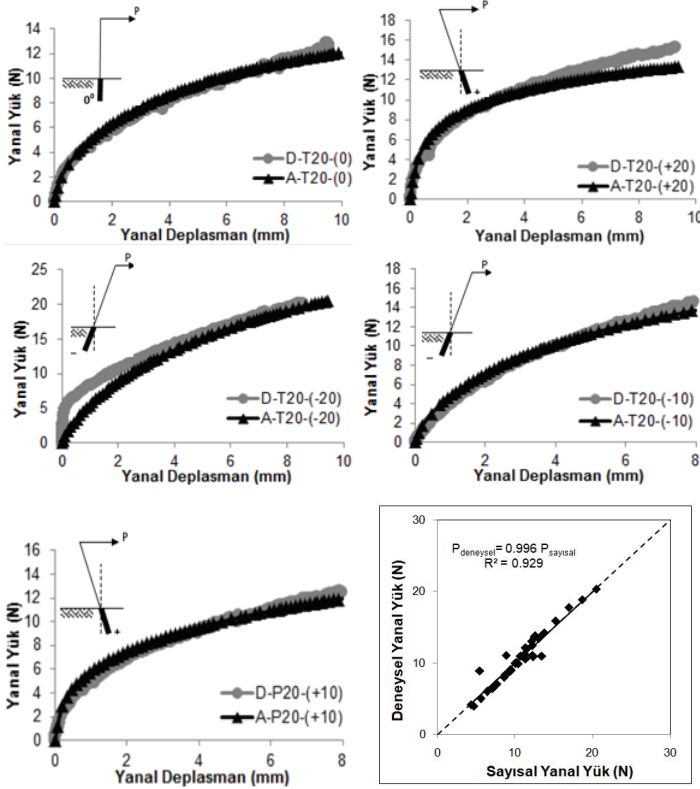 P
Yanal Yük (N)
14
12
10
8
6
4
2
0
0°
D-T20-(0)
A-T20-(0)
0 2 4 6 8 10
Yanal Deplasman (mm)
P
Yanal Yük (N)
18
16
14
12
10
8
6
4
2
0
+
D-T20-(+20)
A-T20-(+20)
0 2 4 6 8 10
Yanal Deplasman (mm)
P
Yanal Yük (N)
25
20
15
10
5
0
-
D-T20-(-20)
A-T20-(-20)
0 2 4 6 8 10
Yanal Deplasman (mm)
P
Yanal Yük (N)
18
16
14
12
10
8
6
4
2
0
-
D-T20-(-10)
A-T20-(-10)
0 2 4 6 8
Yanal Deplasman (mm)
P
Yanal Yük (N)
16
14
12
10
8
6
4
2
0
+
D-P20-(+10)
A-P20-(+10)
0 2 4 6 8
Yanal Deplasman (mm)
Deneysel Yanal Yük (N)
30
20
10
0
Pdeneysel= 0.996 Psayısal
R² = 0.929
0 10 20 30
Sayısal Yanal Yük (N)